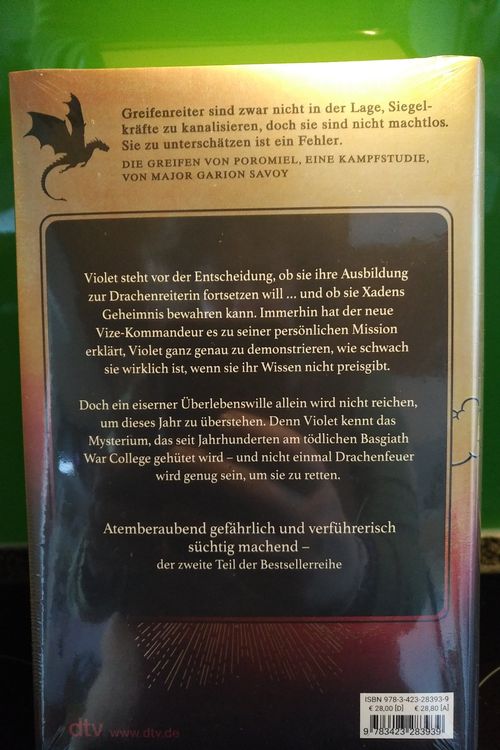 Greifenreiter sind zwar nicht in der Lage, Siegel-
kräfte zu kanalisieren, doch sie sind nicht machtlos.
Sie zu unterschätzen ist ein Fehler.
DIE GREIFEN VON POROMIEL, EINE KAMPFSTUDIE,
VON MAJOR GARION SAVOY
Violet steht vor der Entscheidung, ob sie ihre Ausbildung
zur Drachenreiterin fortsetzen will ... und ob sie Xadens
Geheimnis bewahren kann. Immerhin hat der neue
Vize-Kommandeur es zu seiner persönlichen Mission
erklärt, Violet ganz genau zu demonstrieren, wie schwach
sie wirklich ist, wenn sie ihr Wissen nicht preisgibt.
Doch ein eiserner Überlebenswille allein wird nicht reichen,
um dieses Jahr zu überstehen. Denn Violet kennt das
Mysterium, das seit Jahrhunderten am tödlichen Basgiath
War College gehütet wird – und nicht einmal Drachenfeuer
wird genug sein, um sie zu retten.
Atemberaubend gefährlich und verführerisch
süchtig machend –
der zweite Teil der Bestsellerreihe
ISBN 978-3-423-28393-9
€ 28,00 [D] € 28,80 [A]
9 783423 283939
dtv www.dtv.de